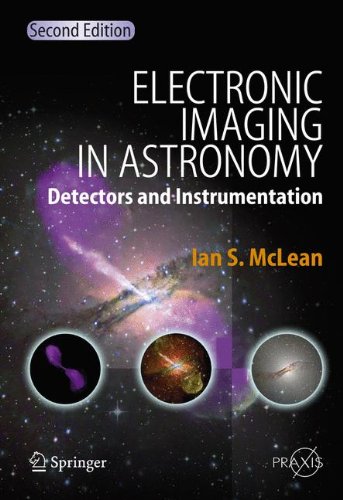 Second Edition
ELECTRONIC
IMAGING
IN ASTRONOMY
Detectors and Instrumentation
Ian S. McLean
Springer
PRAXIS